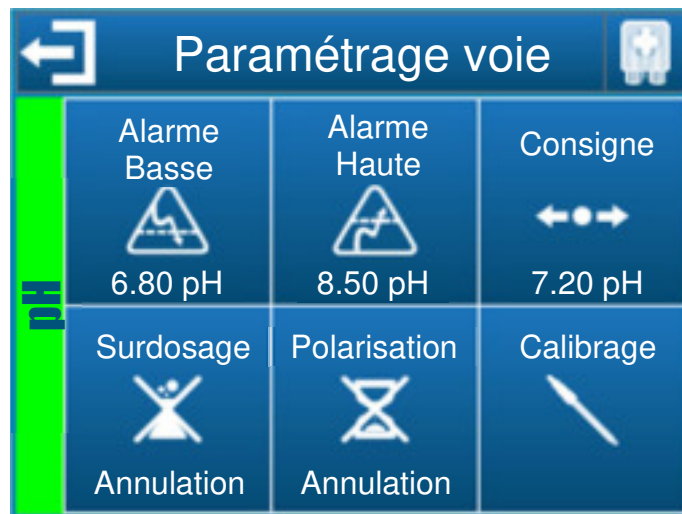 Paramétrage voie
pH
Alarme
Basse
6.80 pH
Alarme
Haute
8.50 pH
Consigne
7.20 pH
Surdosage
Annulation
Polarisation
Annulation
Calibrage